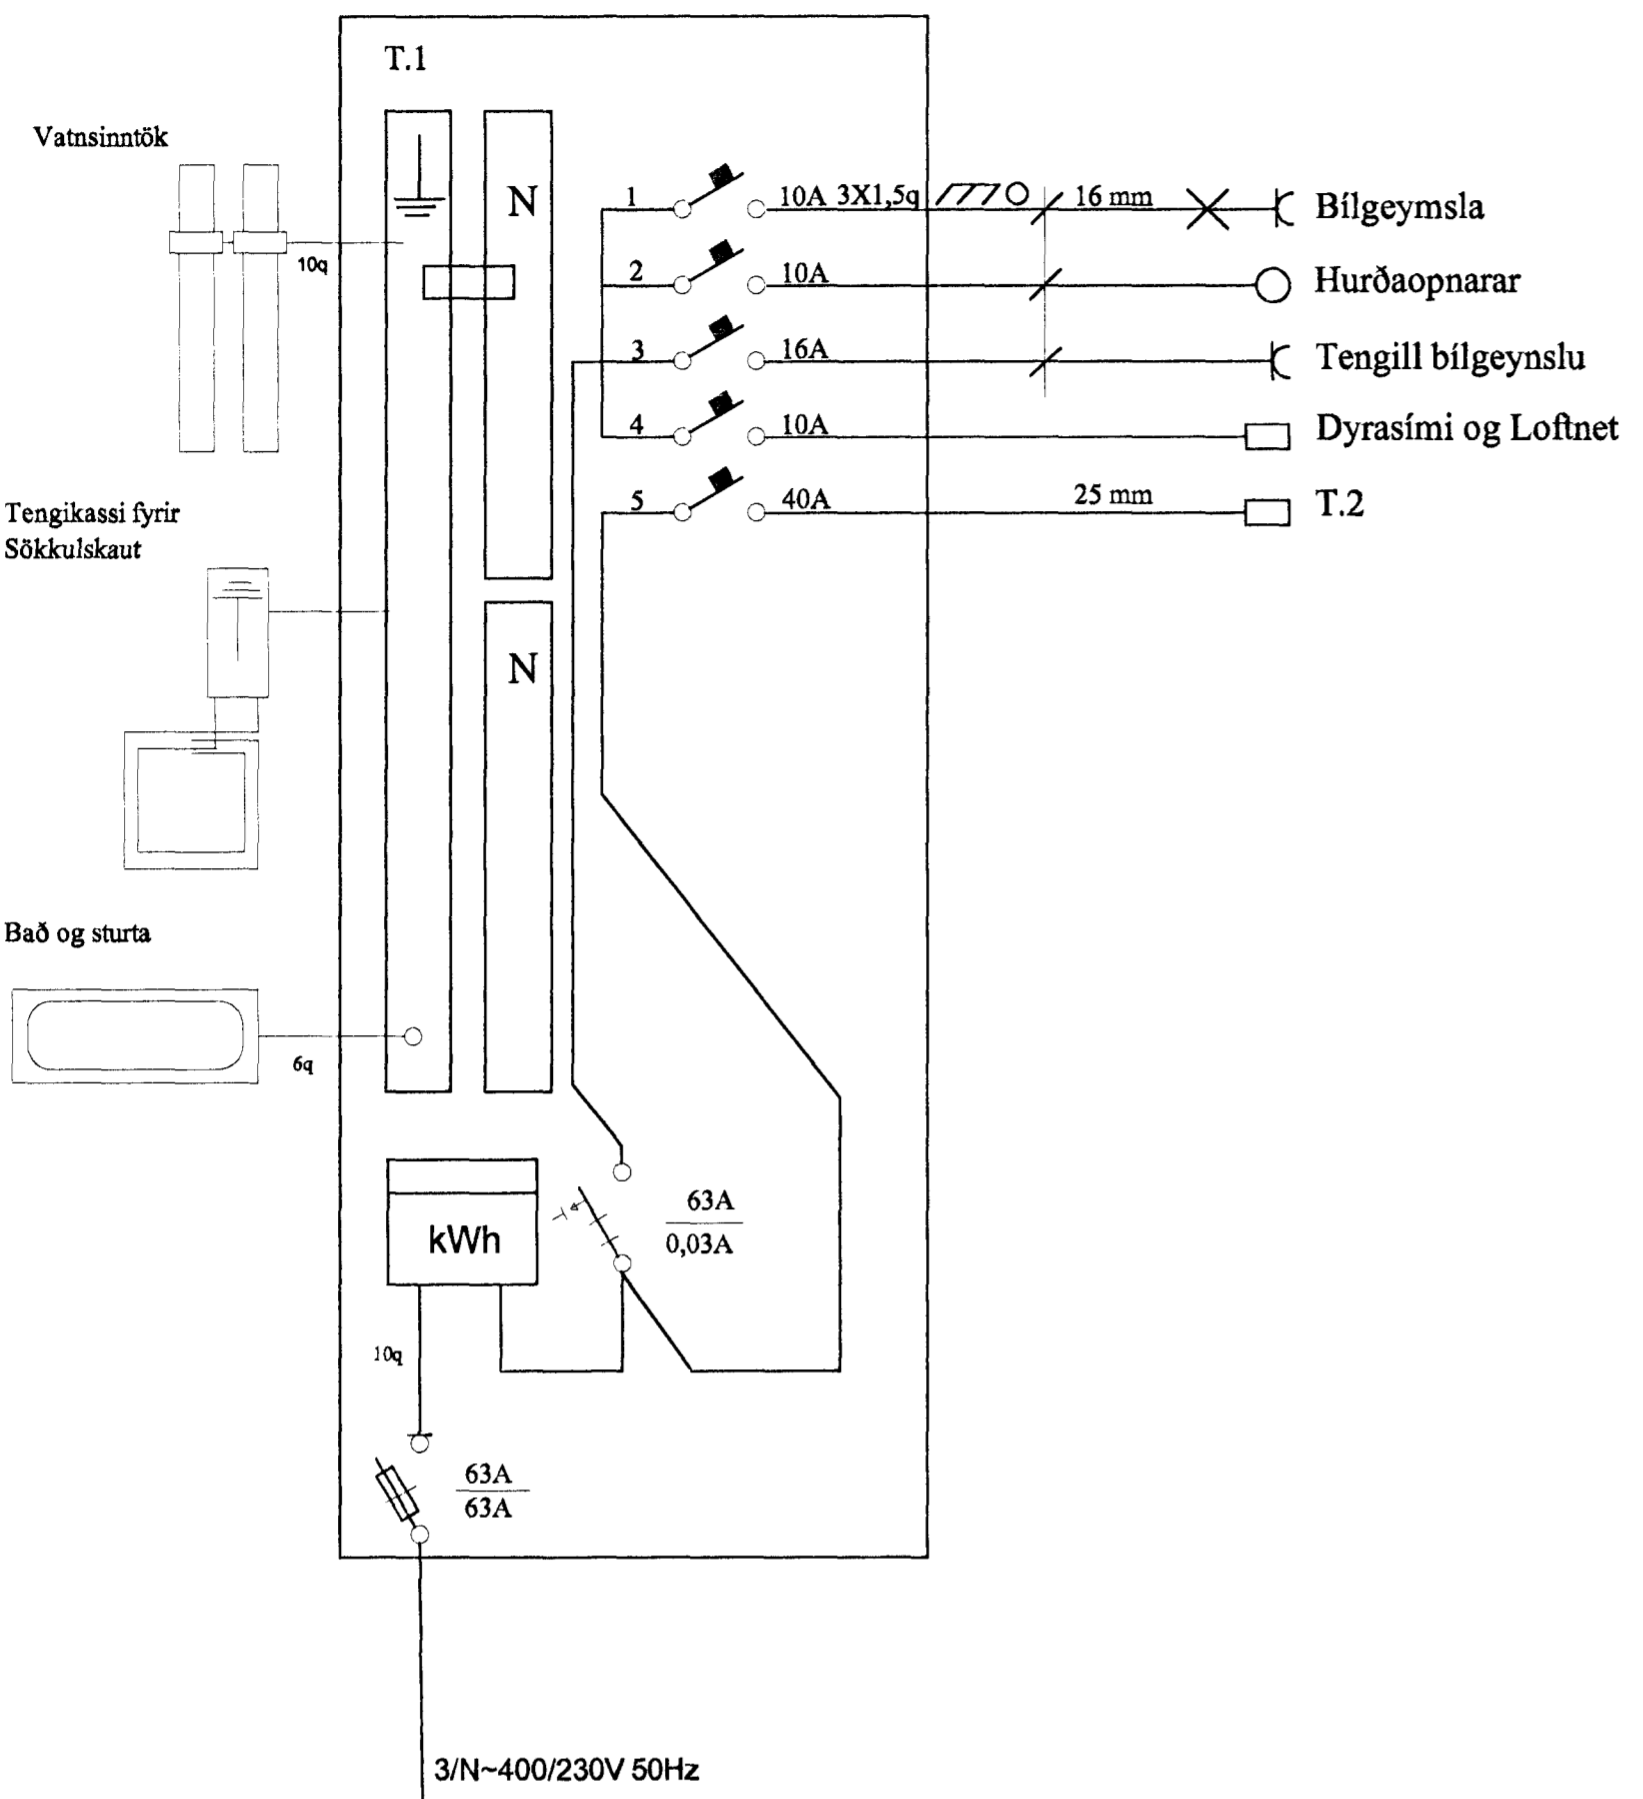 T.1
Vatnsinntök
10q
N
1
10A 3X1,5q
16 mm
Bílgeymsla
2
10A
Hurðaopnarar
3
16A
Tengill bílgeynslu
4
10A
Dyrasími og Loftnet
5
40A
25 mm
T.2
Tengikassi fyrir
Sökkulskaut
N
Bað og sturta
6q
kWh
63A
0,03A
10q
63A
63A
3/N~400/230V 50Hz